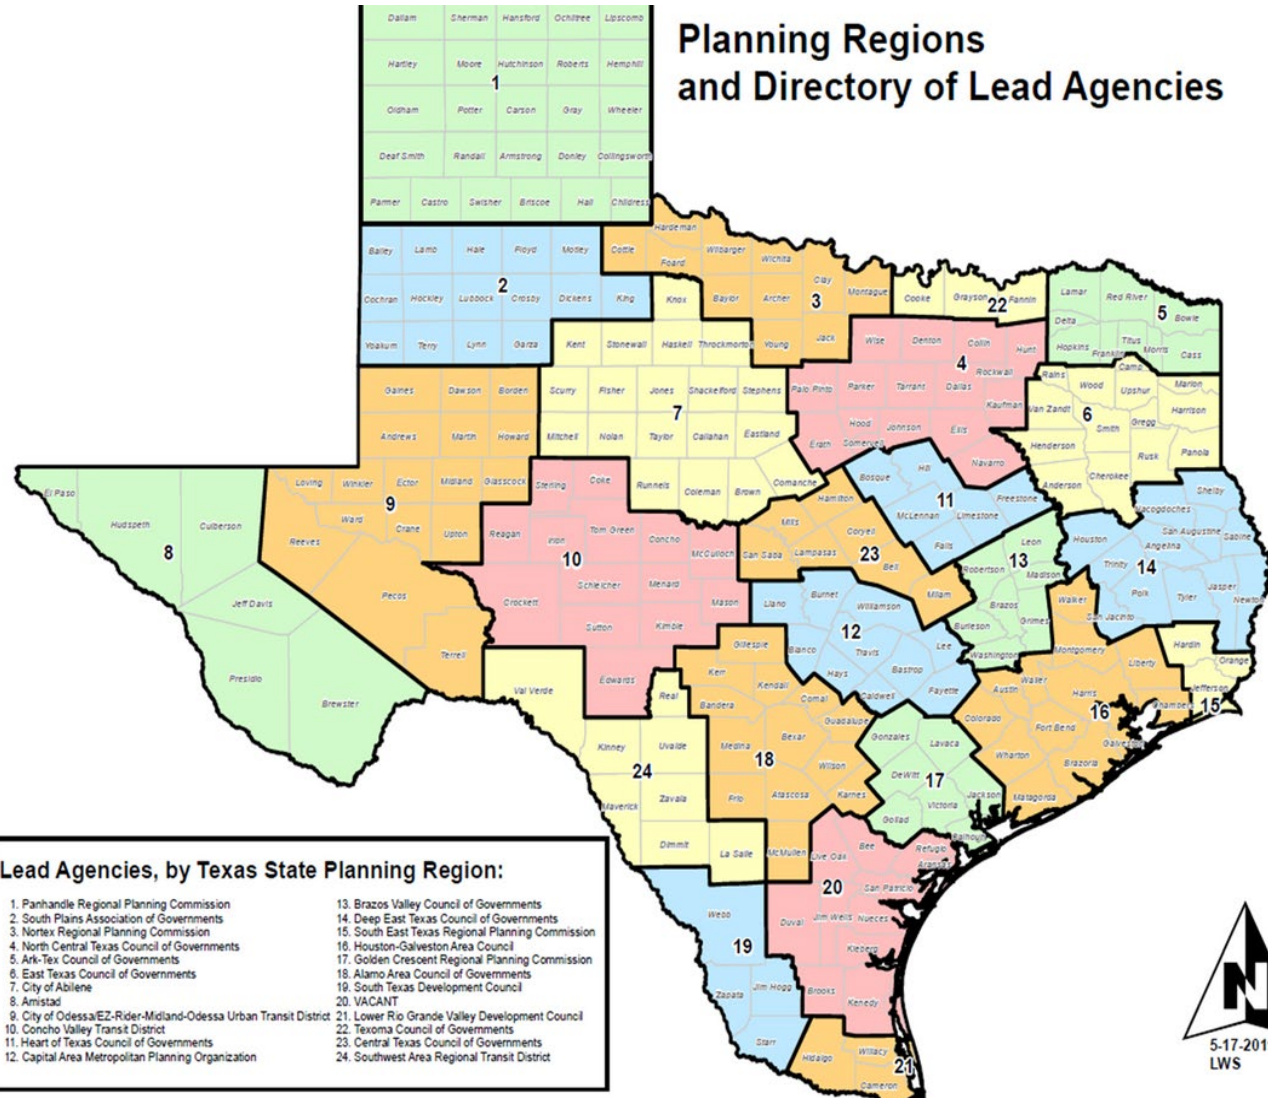 Planning Regions
and Directory of Lead Agencies
Dallam Sherman Hansford Ochiltree Lipscomb
Hartley Moore Hutchinson Roberts Hemphill
1
Oldham Potter Carson Gray Wheeler
Deaf Smith Randall Armstrong Donley Collingsworth
Parmer Castro Swisher Briscoe Hall Childress
Bailey Lamb Hale Floyd Motley
2
Cochran Hockley Lubbock Crosby Dickens King
Yoakum Terry Lynn Garza
Hardeman
Cottle Foard Wilbarger Wichita
Clay
3
Baylor Archer Montague
Young Jack
Cooke Grayson 22 Fannin
Lamar Red River 5 Bowie
Delta Titus
Hopkins Franklin Morris Cass
Wise Denton Collin Hunt
4 Rockwall
Palo Pinto Parker Tarrant Dallas
Kaufman
Hood Johnson Ellis
Erath Somervell
Navarro
Rains Wood Camp Upshur Marion
Van Zandt 6 Smith Gregg Harrison
Henderson Rusk Panola
Anderson Cherokee
Knox
Kent Stonewall Haskell Throckmorton
Scurry Fisher Jones Shackelford Stephens
7
Mitchell Nolan Taylor Callahan Eastland
Runnels Coleman Brown Comanche
Gaines Dawson Borden
Andrews Martin Howard
Loving Winkler Ector Midland Glasscock
9
Ward Crane Upton
Reeves
Pecos
Terrell
El Paso
Hudspeth Culberson
8
Jeff Davis
Presidio
Brewster
Sterling Coke
Reagan Irion Tom Green Concho
10 McCulloch
Crockett Schleicher Menard
Sutton Kimble Mason
Edwards
Bosque Hill
11 Freestone
McLennan Limestone
Falls
Hamilton
Mills Coryell
San Saba Lampasas 23 Bell
Milam
Leon
13
Robertson Madison
Brazos
Burleson Grimes
Washington
Shelby
Nacogdoches
San Augustine Sabine
Houston Angelina
Trinity 14
Polk Tyler Jasper Newton
San Jacinto
Llano Burnet Williamson
12
Blanco Travis Lee
Hays Bastrop
Caldwell Fayette
Walker
Montgomery Liberty
Austin Waller Harris
Chambers
Colorado Fort Bend 16
Wharton Galveston
Brazoria
Matagorda
Hardin
Orange
Jefferson
15
Gillespie
Kerr Kendall
Bandera Comal
Guadalupe
Medina Bexar
18 Wilson
Frio Atascosa Karnes
McMullen
Gonzales Lavaca
DeWitt 17
Jackson
Victoria
Goliad
Calhoun
Val Verde Real
Kinney Uvalde
24
Maverick Zavala
Dimmit La Salle
Live Oak Bee Refugio
Aransas
20 San Patricio
Duval Jim Wells Nueces
Kleberg
Brooks Kenedy
Webb
19
Zapata Jim Hogg
Starr
Hidalgo Willacy
21
Cameron
Lead Agencies, by Texas State Planning Region:
1. Panhandle Regional Planning Commission
2. South Plains Association of Governments
3. Nortex Regional Planning Commission
4. North Central Texas Council of Governments
5. Ark-Tex Council of Governments
6. East Texas Council of Governments
7. City of Abilene
8. Amistad
9. City of Odessa/EZ-Rider-Midland-Odessa Urban Transit District
10. Concho Valley Transit District
11. Heart of Texas Council of Governments
12. Capital Area Metropolitan Planning Organization
13. Brazos Valley Council of Governments
14. Deep East Texas Council of Governments
15. South East Texas Regional Planning Commission
16. Houston-Galveston Area Council
17. Golden Crescent Regional Planning Commission
18. Alamo Area Council of Governments
19. South Texas Development Council
20. VACANT
21. Lower Rio Grande Valley Development Council
22. Texoma Council of Governments
23. Central Texas Council of Governments
24. Southwest Area Regional Transit District
N
5-17-201
LWS